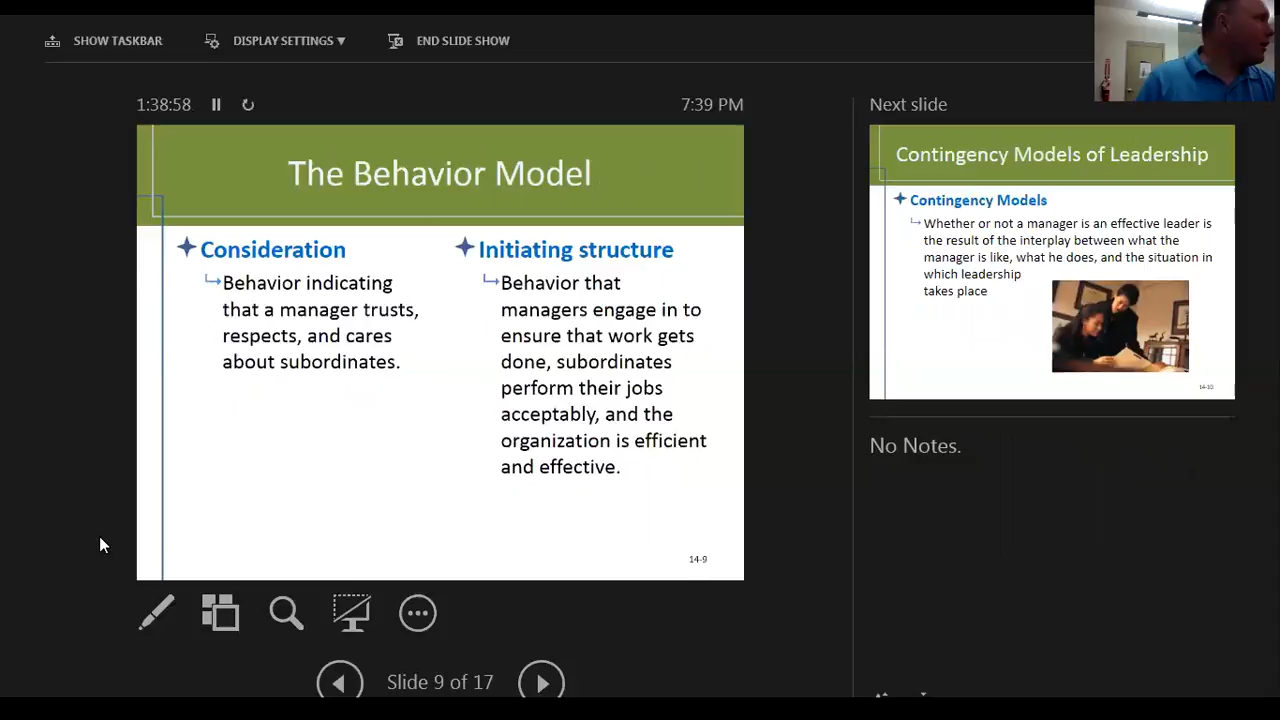 SHOW TASKBAR
DISPLAY SETTINGS ▼
END SLIDE SHOW
1:38:58
7:39 PM
The Behavior Model
Consideration
Behavior indicating
that a manager trusts,
respects, and cares
about subordinates.
Initiating structure
Behavior that
managers engage in to
ensure that work gets
done, subordinates
perform their jobs
acceptably, and the
organization is efficient
and effective.
14-9
Slide 9 of 17
Next slide
Contingency Models of Leadership
Contingency Models
Whether or not a manager is an effective leader is
the result of the interplay between what the
manager is like, what he does, and the situation in
which leadership
takes place
14-10
No Notes.